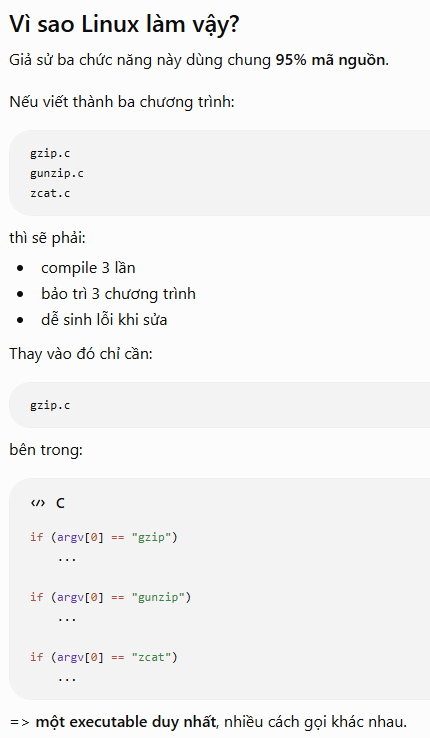 Vì sao Linux làm vậy?
Giả sử ba chức năng này dùng chung 95% mã nguồn.
Nếu viết thành ba chương trình:
gzip.c
gunzip.c
zcat.c
thì sẽ phải:
• compile 3 lần
• bảo trì 3 chương trình
• dễ sinh lỗi khi sửa
Thay vào đó chỉ cần:
gzip.c
bên trong:
</> C
if (argv[0] == "gzip")
    ...
if (argv[0] == "gunzip")
    ...
if (argv[0] == "zcat")
    ...
=> một executable duy nhất, nhiều cách gọi khác nhau.